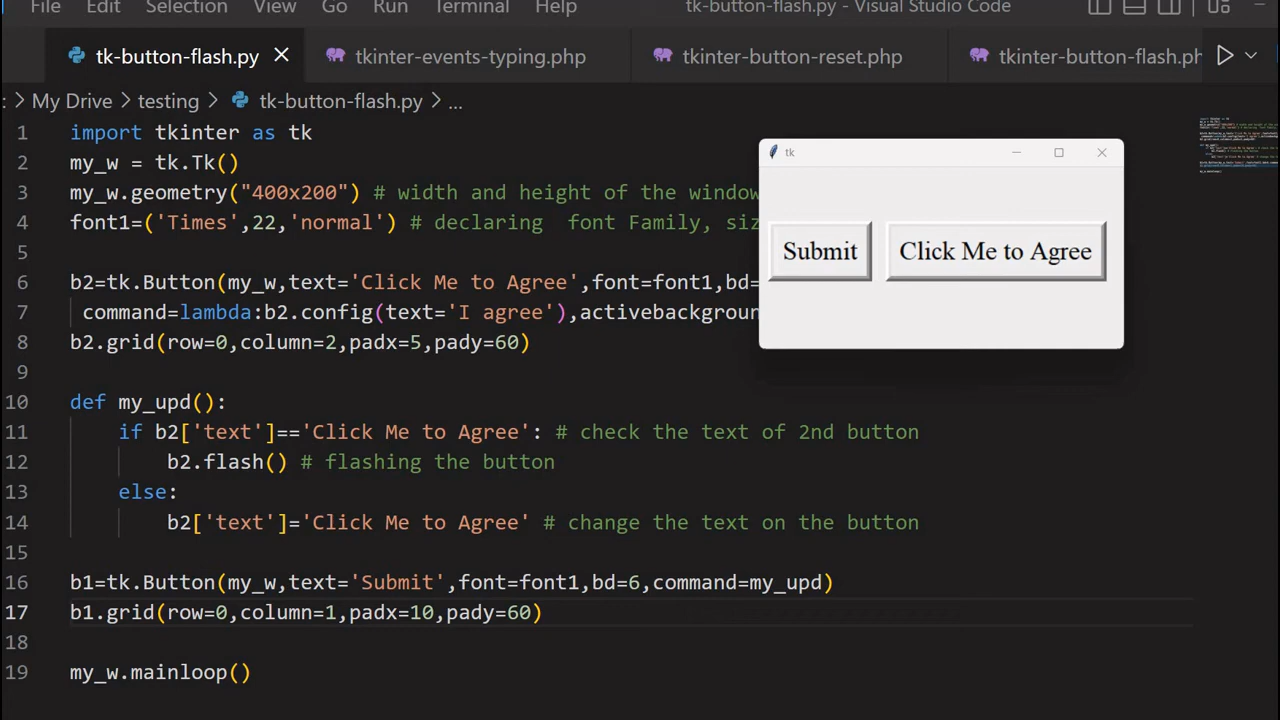 File Edit Selection View Go Run Terminal Help tk-button-flash.py - Visual Studio Code
tk-button-flash.py tkinter-events-typing.php tkinter-button-reset.php tkinter-button-flash.ph
: > My Drive > testing > tk-button-flash.py > ...
1 import tkinter as tk
2 my_w = tk.Tk()
3 my_w.geometry("400x200") # width and height of the window
4 font1=('Times',22,'normal') # declaring  font Family, siz
5
6 b2=tk.Button(my_w,text='Click Me to Agree',font=font1,bd=
7  command=lambda:b2.config(text='I agree'),activebackgroun
8 b2.grid(row=0,column=2,padx=5,pady=60)
9
10 def my_upd():
11     if b2['text']=='Click Me to Agree': # check the text of 2nd button
12         b2.flash() # flashing the button
13     else:
14         b2['text']='Click Me to Agree' # change the text on the button
15
16 b1=tk.Button(my_w,text='Submit',font=font1,bd=6,command=my_upd)
17 b1.grid(row=0,column=1,padx=10,pady=60)
18
19 my_w.mainloop()
tk
Submit Click Me to Agree